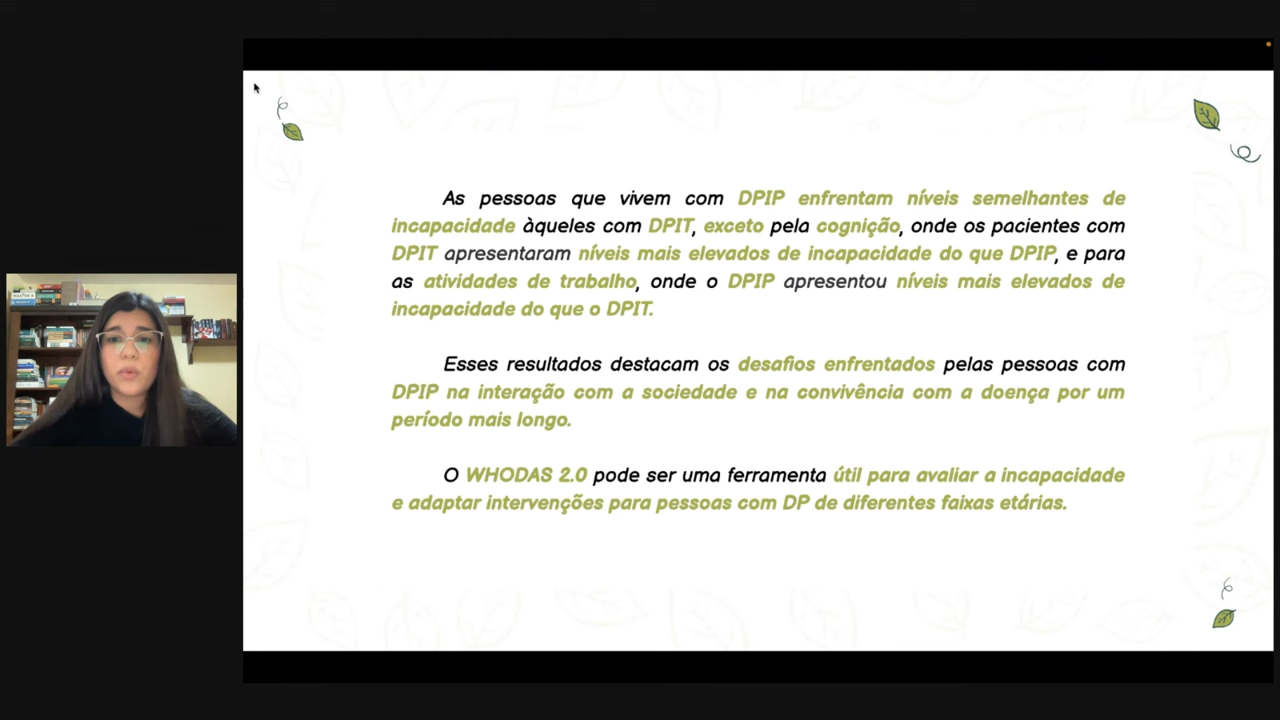 As pessoas que vivem com DPIP enfrentam níveis semelhantes de
incapacidade àqueles com DPIT, exceto pela cognição, onde os pacientes com
DPIT apresentaram níveis mais elevados de incapacidade do que DPIP, e para
as atividades de trabalho, onde o DPIP apresentou níveis mais elevados de
incapacidade do que o DPIT.
Esses resultados destacam os desafios enfrentados pelas pessoas com
DPIP na interação com a sociedade e na convivência com a doença por um
período mais longo.
O WHODAS 2.0 pode ser uma ferramenta útil para avaliar a incapacidade
e adaptar intervenções para pessoas com DP de diferentes faixas etárias.